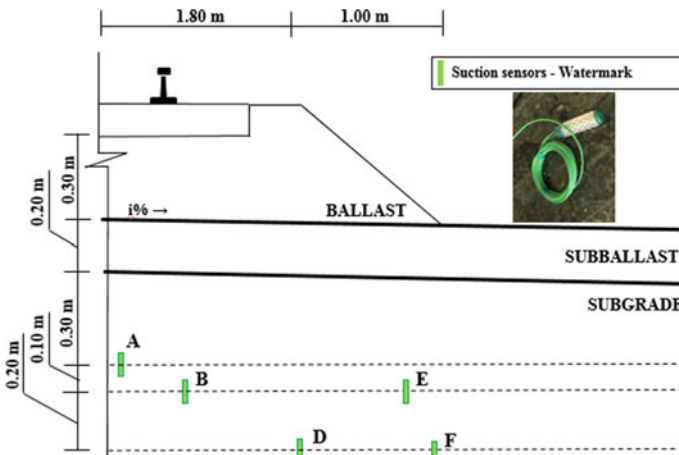 1.80 m
1.00 m
Suction sensors - Watermark
0.30 m
0.20 m
i% →
BALLAST
SUBBALLAST
SUBGRADE
0.30 m
0.10 m
0.20 m
A
B
E
D
F